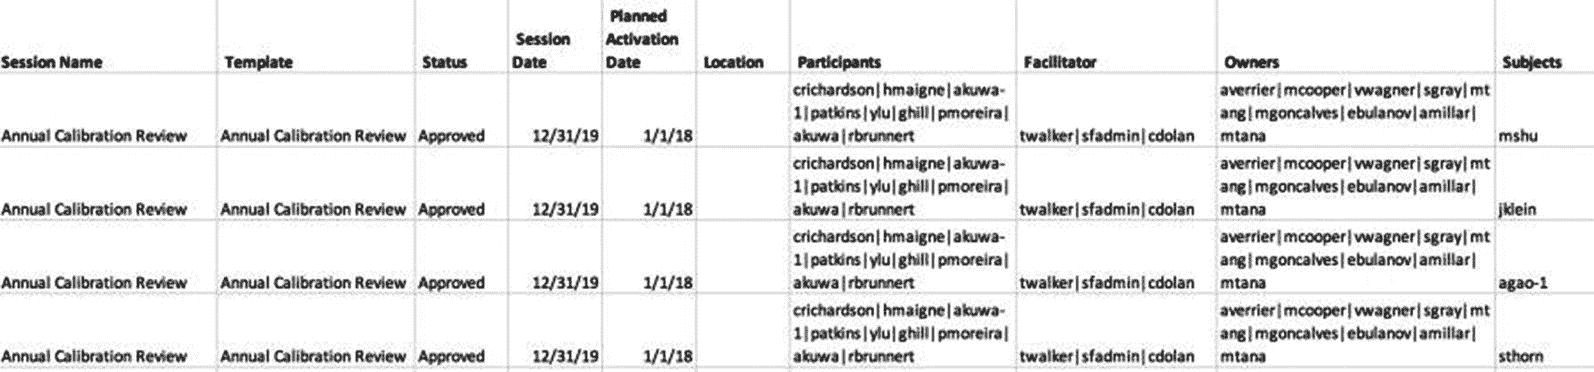 Session Name Template Status Session Date Planned Activation Date Location Participants Facilitator Owners Subjects
Annual Calibration Review Annual Calibration Review Approved 12/31/19 1/1/18 crichardson|hmaigne|akuwa-1|patkins|ylu|ghill|pmoreira|akuwa|rbrunnert twalker|sfadmin|cdolan averrier|mcooper|vwagner|sgray|mtang|mgoncalves|ebulanov|amillar|mtana mshu
Annual Calibration Review Annual Calibration Review Approved 12/31/19 1/1/18 crichardson|hmaigne|akuwa-1|patkins|ylu|ghill|pmoreira|akuwa|rbrunnert twalker|sfadmin|cdolan averrier|mcooper|vwagner|sgray|mtang|mgoncalves|ebulanov|amillar|mtana jklein
Annual Calibration Review Annual Calibration Review Approved 12/31/19 1/1/18 crichardson|hmaigne|akuwa-1|patkins|ylu|ghill|pmoreira|akuwa|rbrunnert twalker|sfadmin|cdolan averrier|mcooper|vwagner|sgray|mtang|mgoncalves|ebulanov|amillar|mtana agao-1
Annual Calibration Review Annual Calibration Review Approved 12/31/19 1/1/18 crichardson|hmaigne|akuwa-1|patkins|ylu|ghill|pmoreira|akuwa|rbrunnert twalker|sfadmin|cdolan averrier|mcooper|vwagner|sgray|mtang|mgoncalves|ebulanov|amillar|mtana sthorn